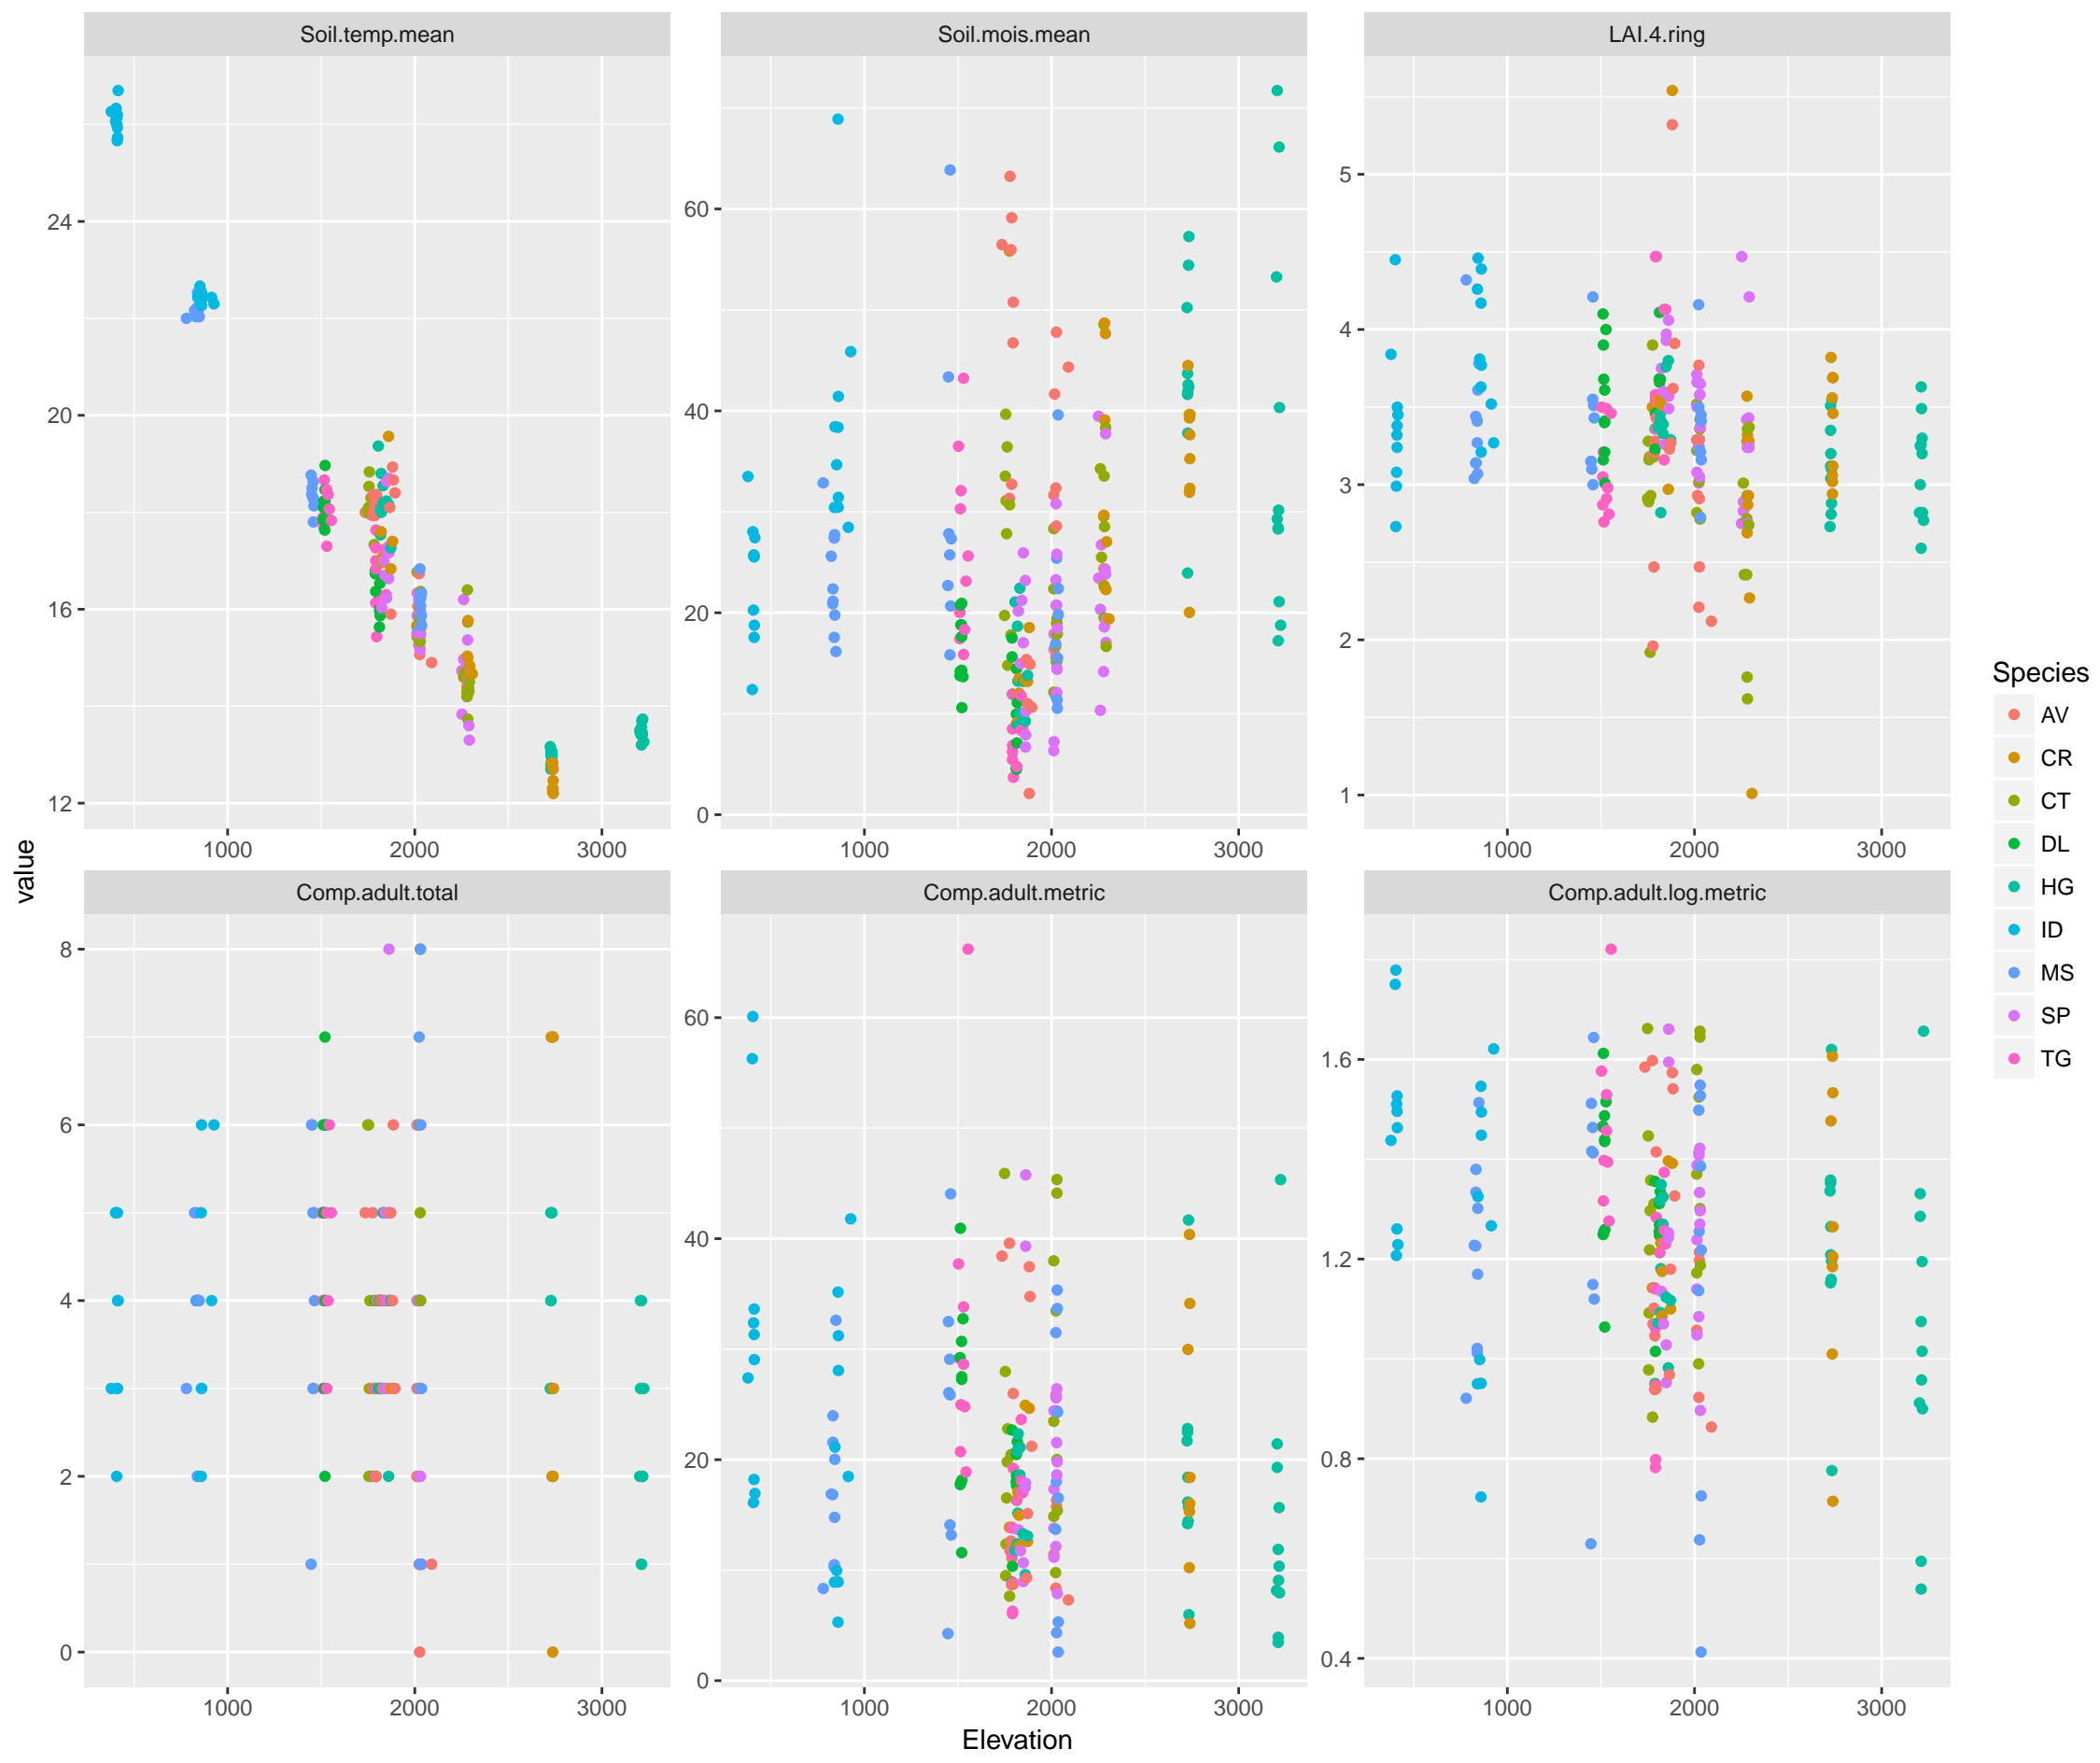 Soil.temp.mean
Soil.mois.mean
LAI.4.ring
24
20
16
12
1000
2000
3000
60
40
20
0
1000
2000
3000
5
4
3
2
1
1000
2000
3000
value
Comp.adult.total
Comp.adult.metric
Comp.adult.log.metric
8
6
4
2
0
1000
2000
3000
60
40
20
0
1000
2000
3000
1.6
1.2
0.8
0.4
1000
2000
3000
Elevation
Species
AV
CR
CT
DL
HG
ID
MS
SP
TG